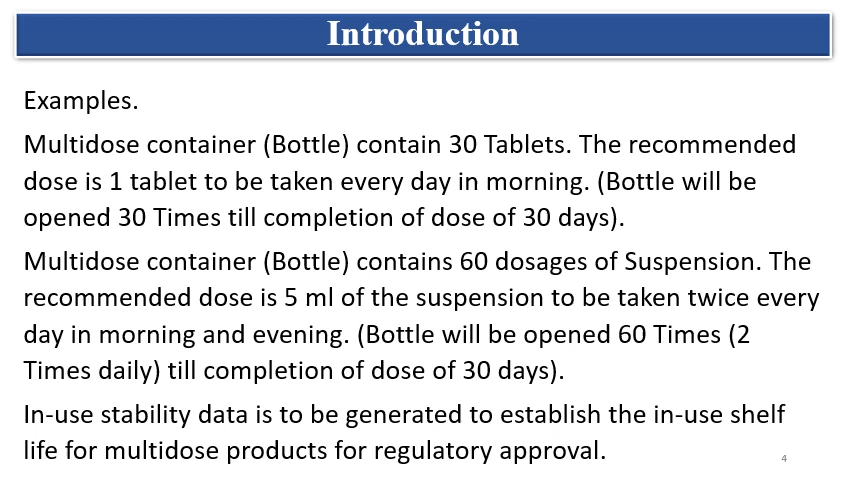 Introduction
Examples.
Multidose container (Bottle) contain 30 Tablets. The recommended
dose is 1 tablet to be taken every day in morning. (Bottle will be
opened 30 Times till completion of dose of 30 days).
Multidose container (Bottle) contains 60 dosages of Suspension. The
recommended dose is 5 ml of the suspension to be taken twice every
day in morning and evening. (Bottle will be opened 60 Times (2
Times daily) till completion of dose of 30 days).
In-use stability data is to be generated to establish the in-use shelf
life for multidose products for regulatory approval.
4